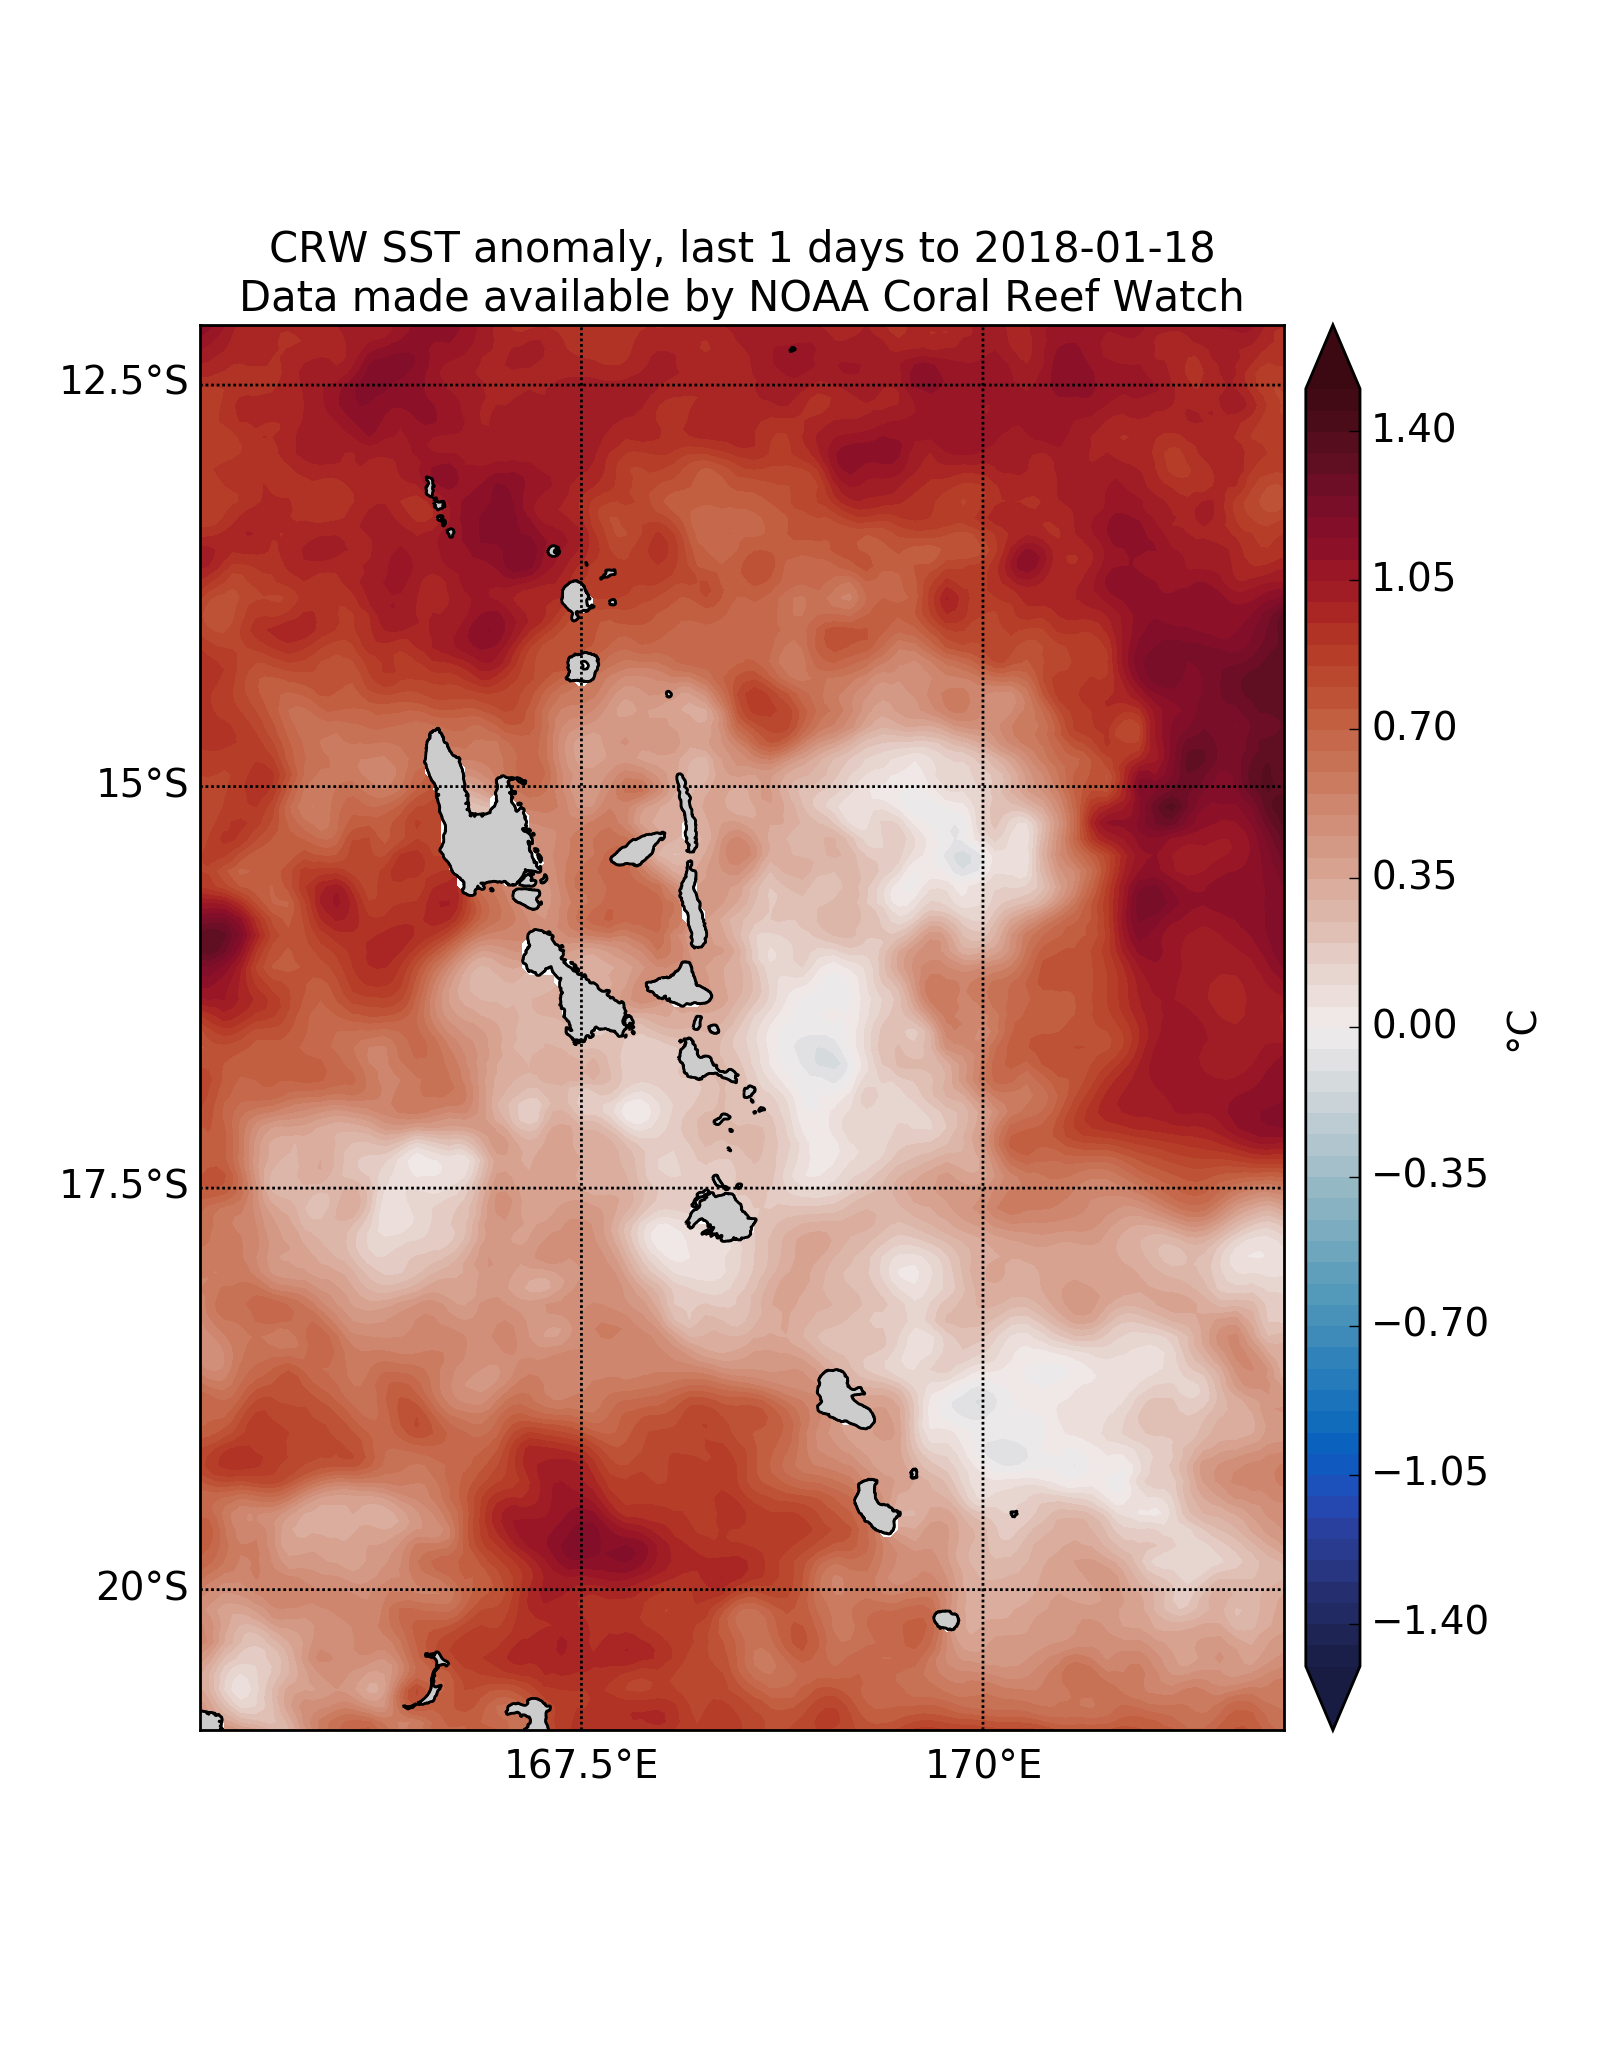 CRW SST anomaly, last 1 days to 2018-01-18
Data made available by NOAA Coral Reef Watch
12.5°S
15°S
17.5°S
20°S
167.5°E
170°E
1.40
1.05
0.70
0.35
0.00
−0.35
−0.70
−1.05
−1.40
°C